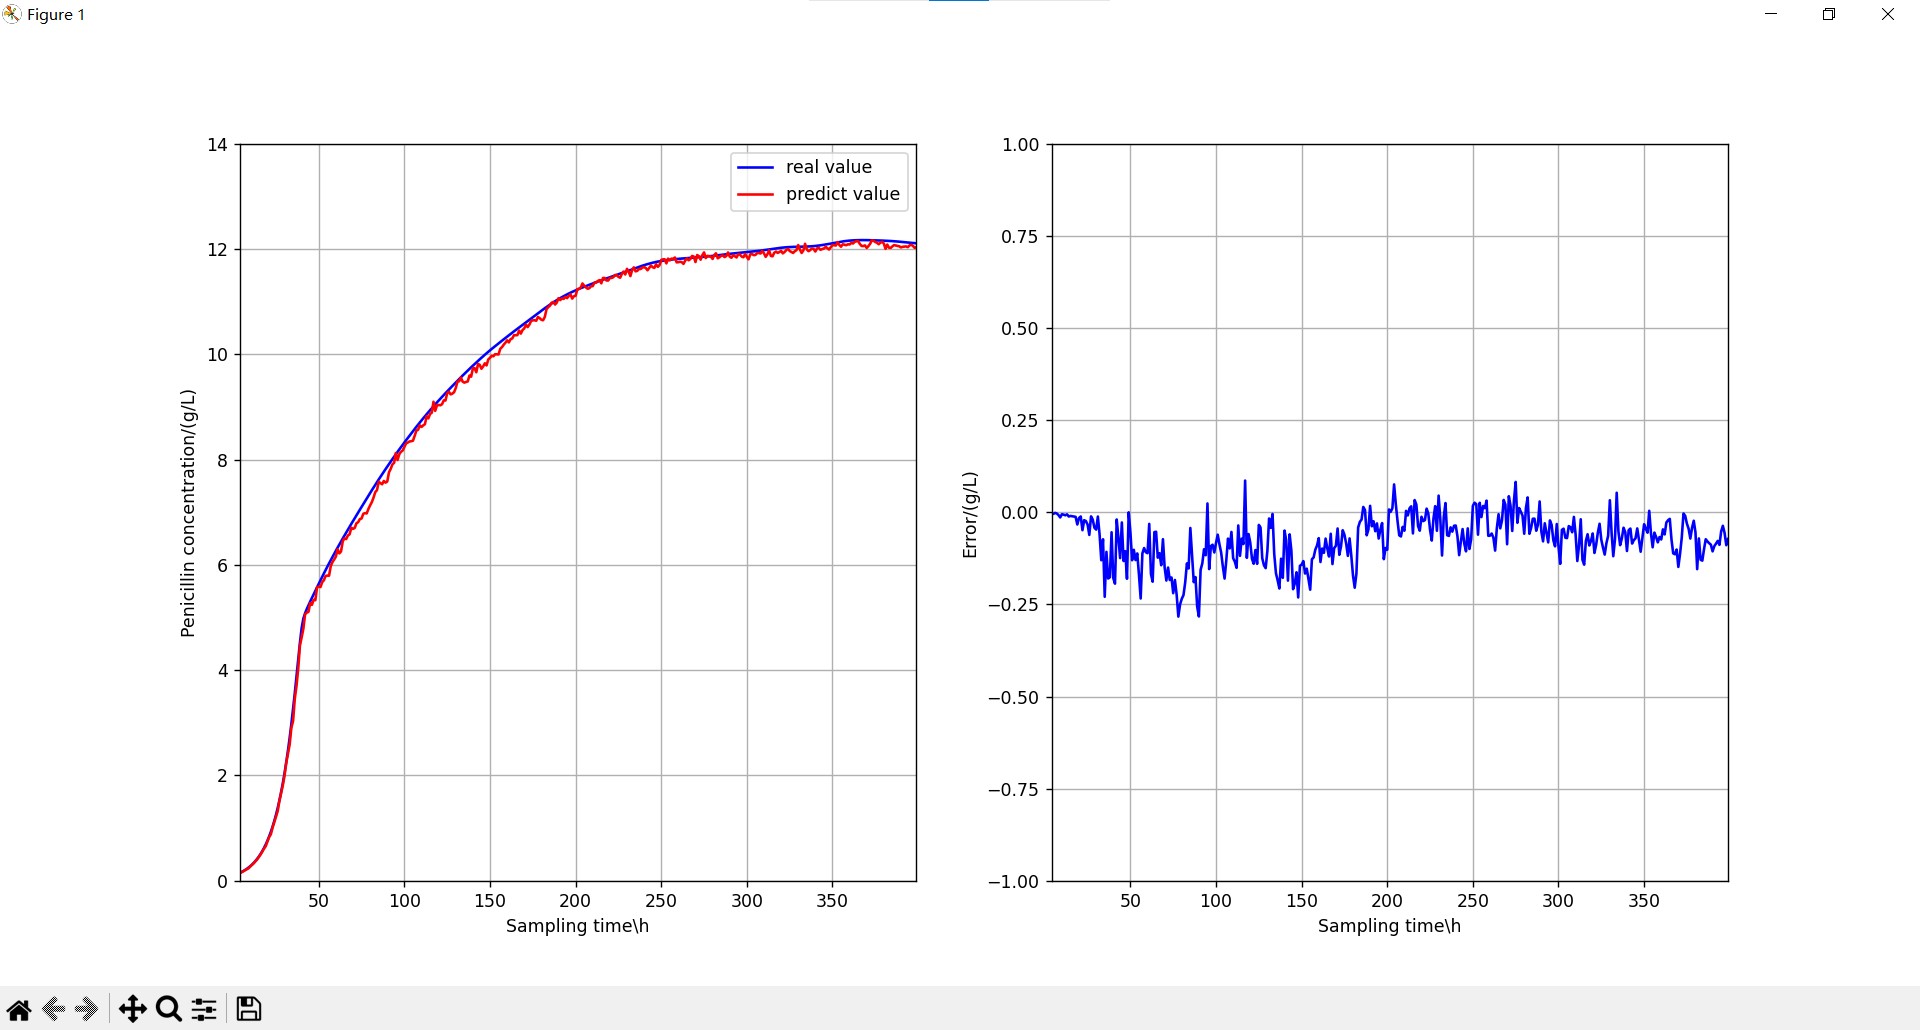 Figure 1
real value
predict value
14
12
10
8
6
4
2
0
50 100 150 200 250 300 350
Sampling time\h
Penicillin concentration/(g/L)
1.00
0.75
0.50
0.25
0.00
−0.25
−0.50
−0.75
−1.00
50 100 150 200 250 300 350
Sampling time\h
Error/(g/L)